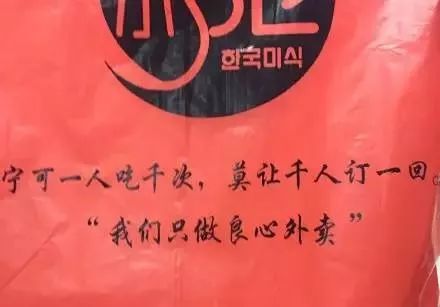 한국미식
宁可一人吃千次，莫让千人订一回。
“我们只做良心外卖”